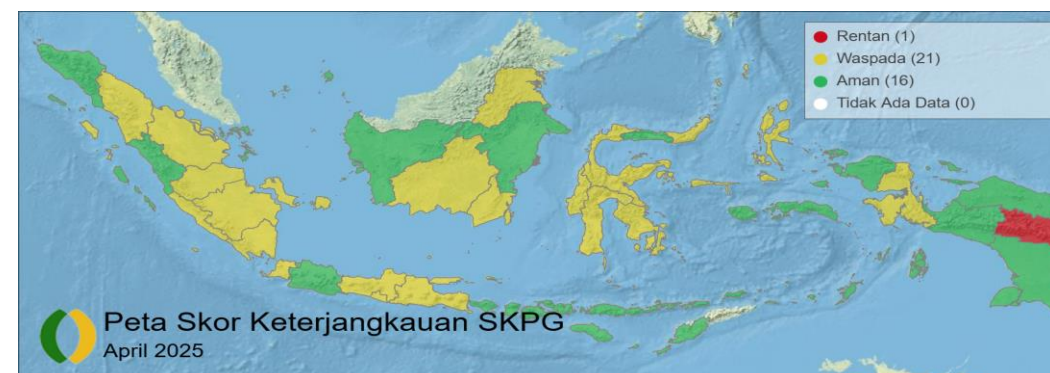 Rentan (1)
Waspada (21)
Aman (16)
Tidak Ada Data (0)
Peta Skor Keterjangkauan SKPG
April 2025